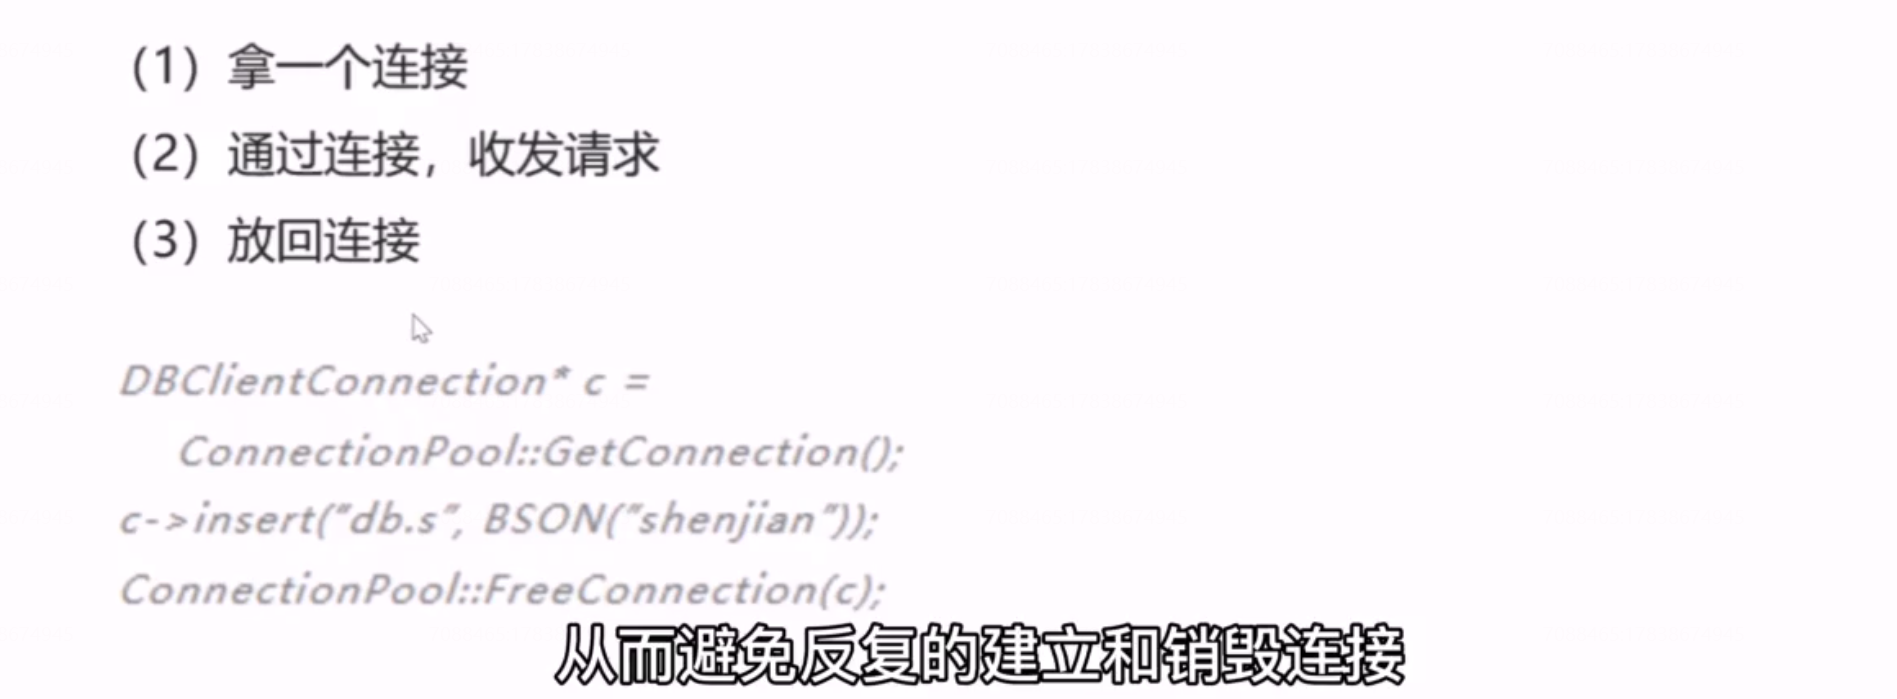 （1）拿一个连接
（2）通过连接，收发请求
（3）放回连接
DBClientConnection* c =
ConnectionPool::GetConnection();
c->insert(“db.s”, BSON(”shenjian”));
ConnectionPool::FreeConnection(c);
从而避免反复的建立和销毁连接